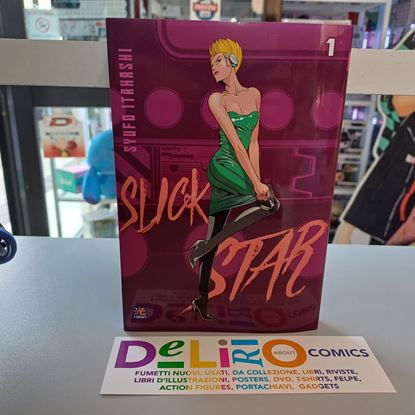 1
SYUFO ITAHASHI
SLICK
STAR
DeLiRiO ABOUT COMICS
FUMETTI NUOVI, USATI, DA COLLEZIONE, LIBRI, RIVISTE,
LIBRI D'ILLUSTRAZIONI, POSTERS, DVD, T-SHIRTS, FELPE,
ACTION FIGURES, PORTACHIAVI, GADGETS